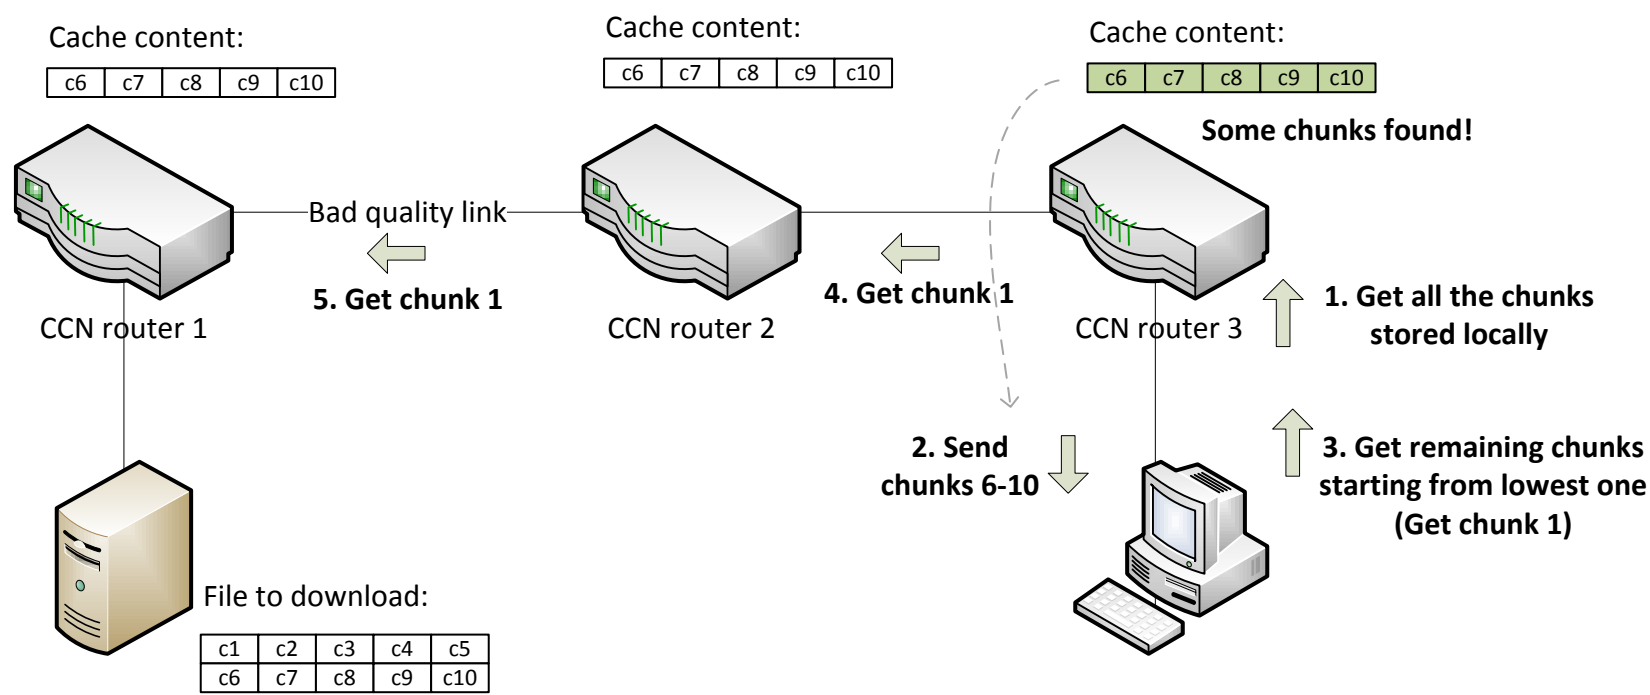 Cache content:
c6 c7 c8 c9 c10
Cache content:
c6 c7 c8 c9 c10
Cache content:
c6 c7 c8 c9 c10
Some chunks found!
Bad quality link
5. Get chunk 1
4. Get chunk 1
1. Get all the chunks
stored locally
CCN router 1
CCN router 2
CCN router 3
2. Send
chunks 6-10
3. Get remaining chunks
starting from lowest one
(Get chunk 1)
File to download:
c1 c2 c3 c4 c5
c6 c7 c8 c9 c10